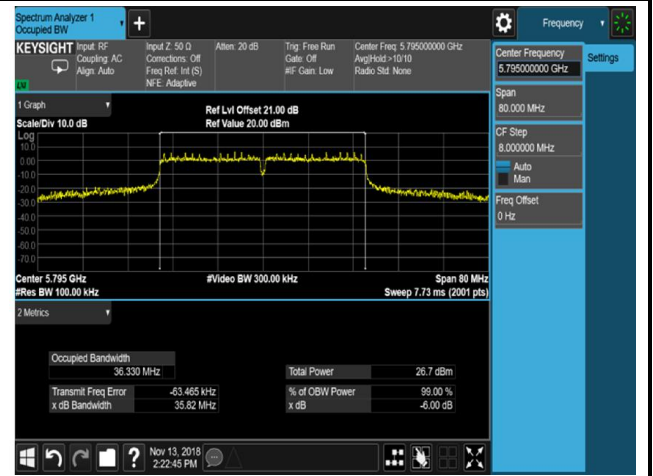 Spectrum Analyzer 1
Occupied BW
Frequency
KEYSIGHT
Input: RF
Coupling: AC
Align: Auto
Input Z: 50 Ω
Corrections: Off
Freq Ref: Int (S)
NFE: Adaptive
Atten: 20 dB
Trig: Free Run
Gate: Off
#IF Gain: Low
Center Freq: 5.795000000 GHz
Avg|Hold:>10/10
Radio Std: None
1 Graph
Scale/Div 10.0 dB
Ref Lvl Offset 21.00 dB
Ref Value 20.00 dBm
Log
10.0
0.00
-10.0
-20.0
-30.0
-40.0
-50.0
-60.0
-70.0
Center 5.795 GHz
#Video BW 300.00 kHz
Span 80 MHz
#Res BW 100.00 kHz
Sweep 7.73 ms (2001 pts)
2 Metrics
Occupied Bandwidth
36.330 MHz
Total Power 26.7 dBm
Transmit Freq Error -63.465 kHz
% of OBW Power 99.00 %
x dB Bandwidth 35.82 MHz
x dB -6.00 dB
Nov 13, 2018
2:22:45 PM
Center Frequency
5.795000000 GHz
Settings
Span
80.000 MHz
CF Step
8.000000 MHz
Auto
Man
Freq Offset
0 Hz